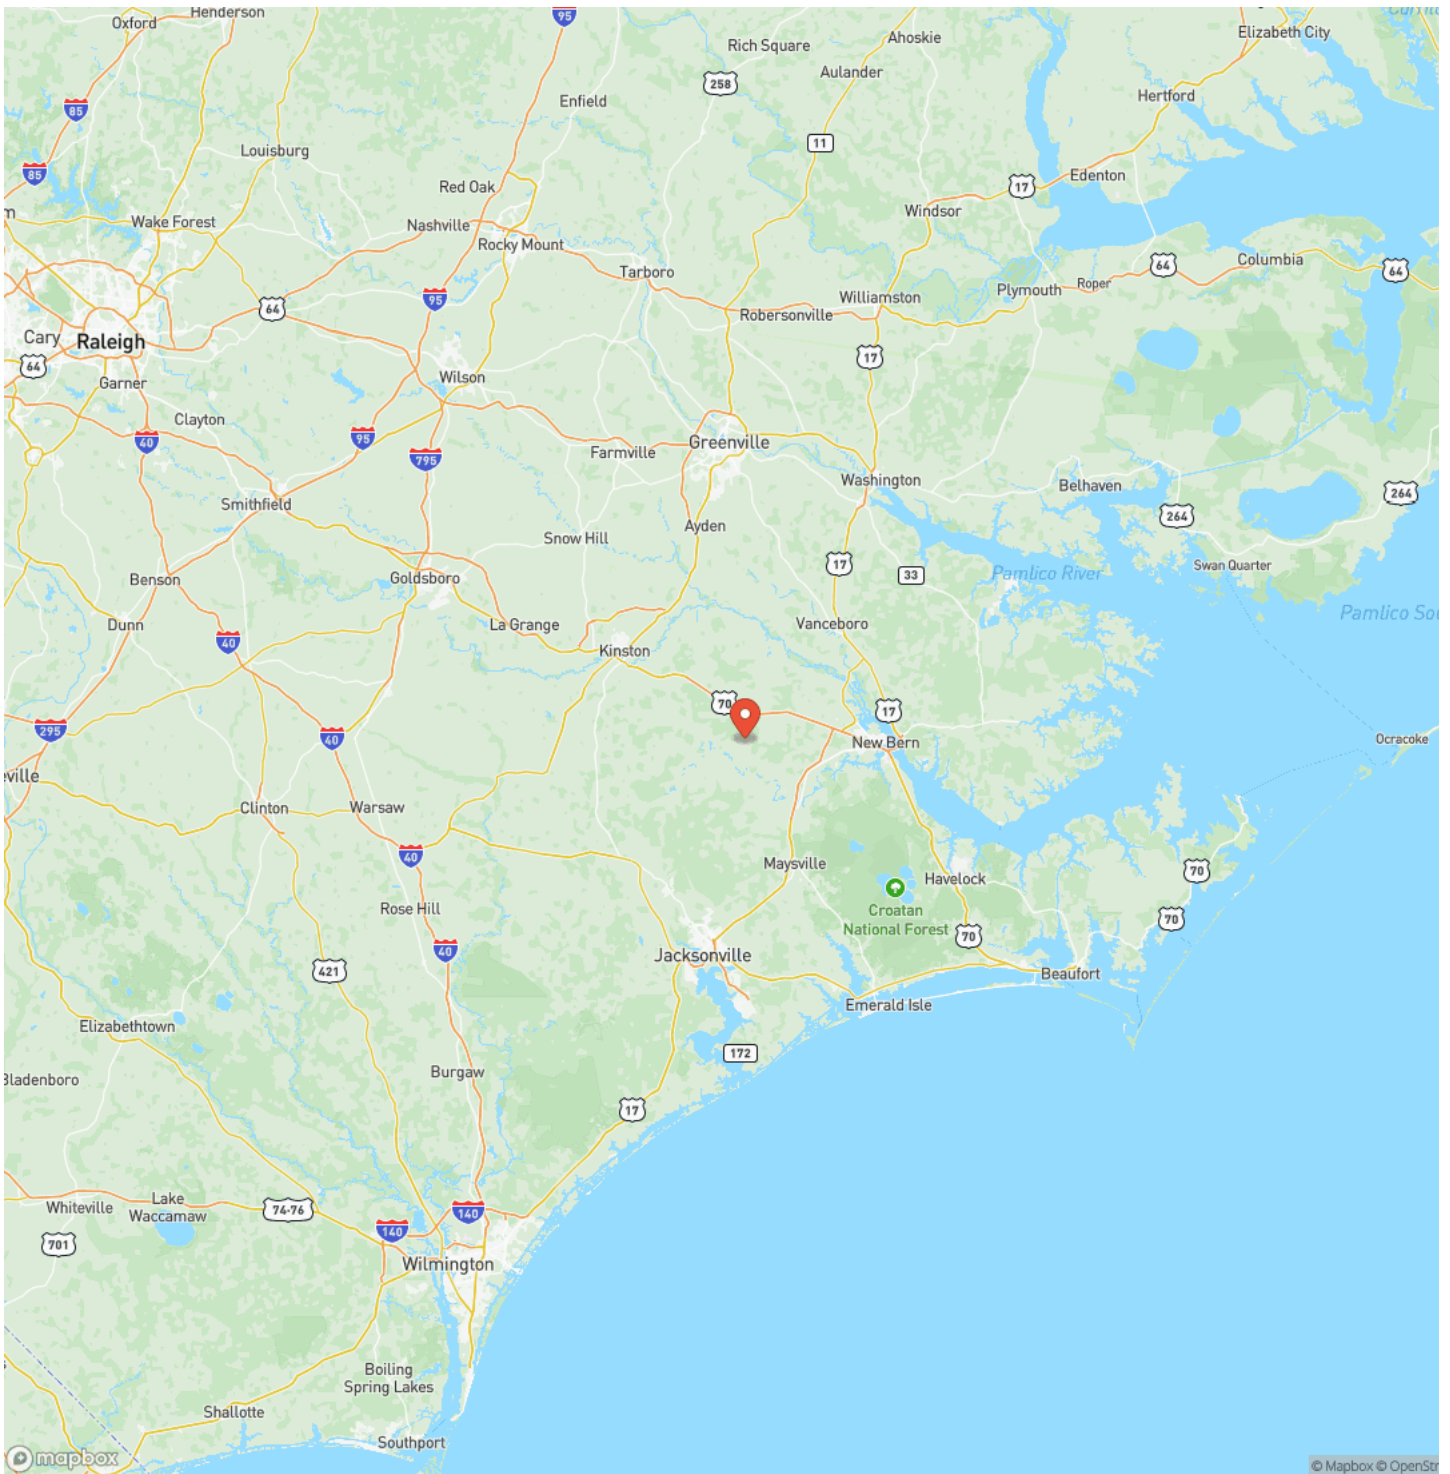 Oxford
Henderson
95
Curri
Elizabeth City
Rich Square
Ahoskie
258
Aulander
85
Enfield
Hertford
11
Louisburg
85
Edenton
Red Oak
17
m
Wake Forest
Nashville
Windsor
Rocky Mount
Tarboro
Columbia
64
64
Roper
Plymouth
95
Williamston
64
Robersonville
Cary
Raleigh
17
64
Garner
Wilson
Clayton
95
40
Greenville
795
Farmville
Washington
Belhaven
264
Smithfield
264
Ayden
Snow Hill
17
Swan Quarter
33
Pamlico River
Benson
Goldsboro
Pamlico Sou
Dunn
La Grange
Vanceboro
40
Kinston
70
17
295
40
New Bern
Ocracoke
eville
Clinton
Warsaw
40
Maysville
70
Havelock
Rose Hill
Croatan
National Forest
70
70
40
Jacksonville
421
Beaufort
Emerald Isle
Elizabethtown
172
Burgaw
Bladenboro
17
Lake
Waccamaw
Whiteville
74-76
140
140
701
Wilmington
Boiling
Spring Lakes
Shallotte
Southport
mapbox
© Mapbox © OpenStr